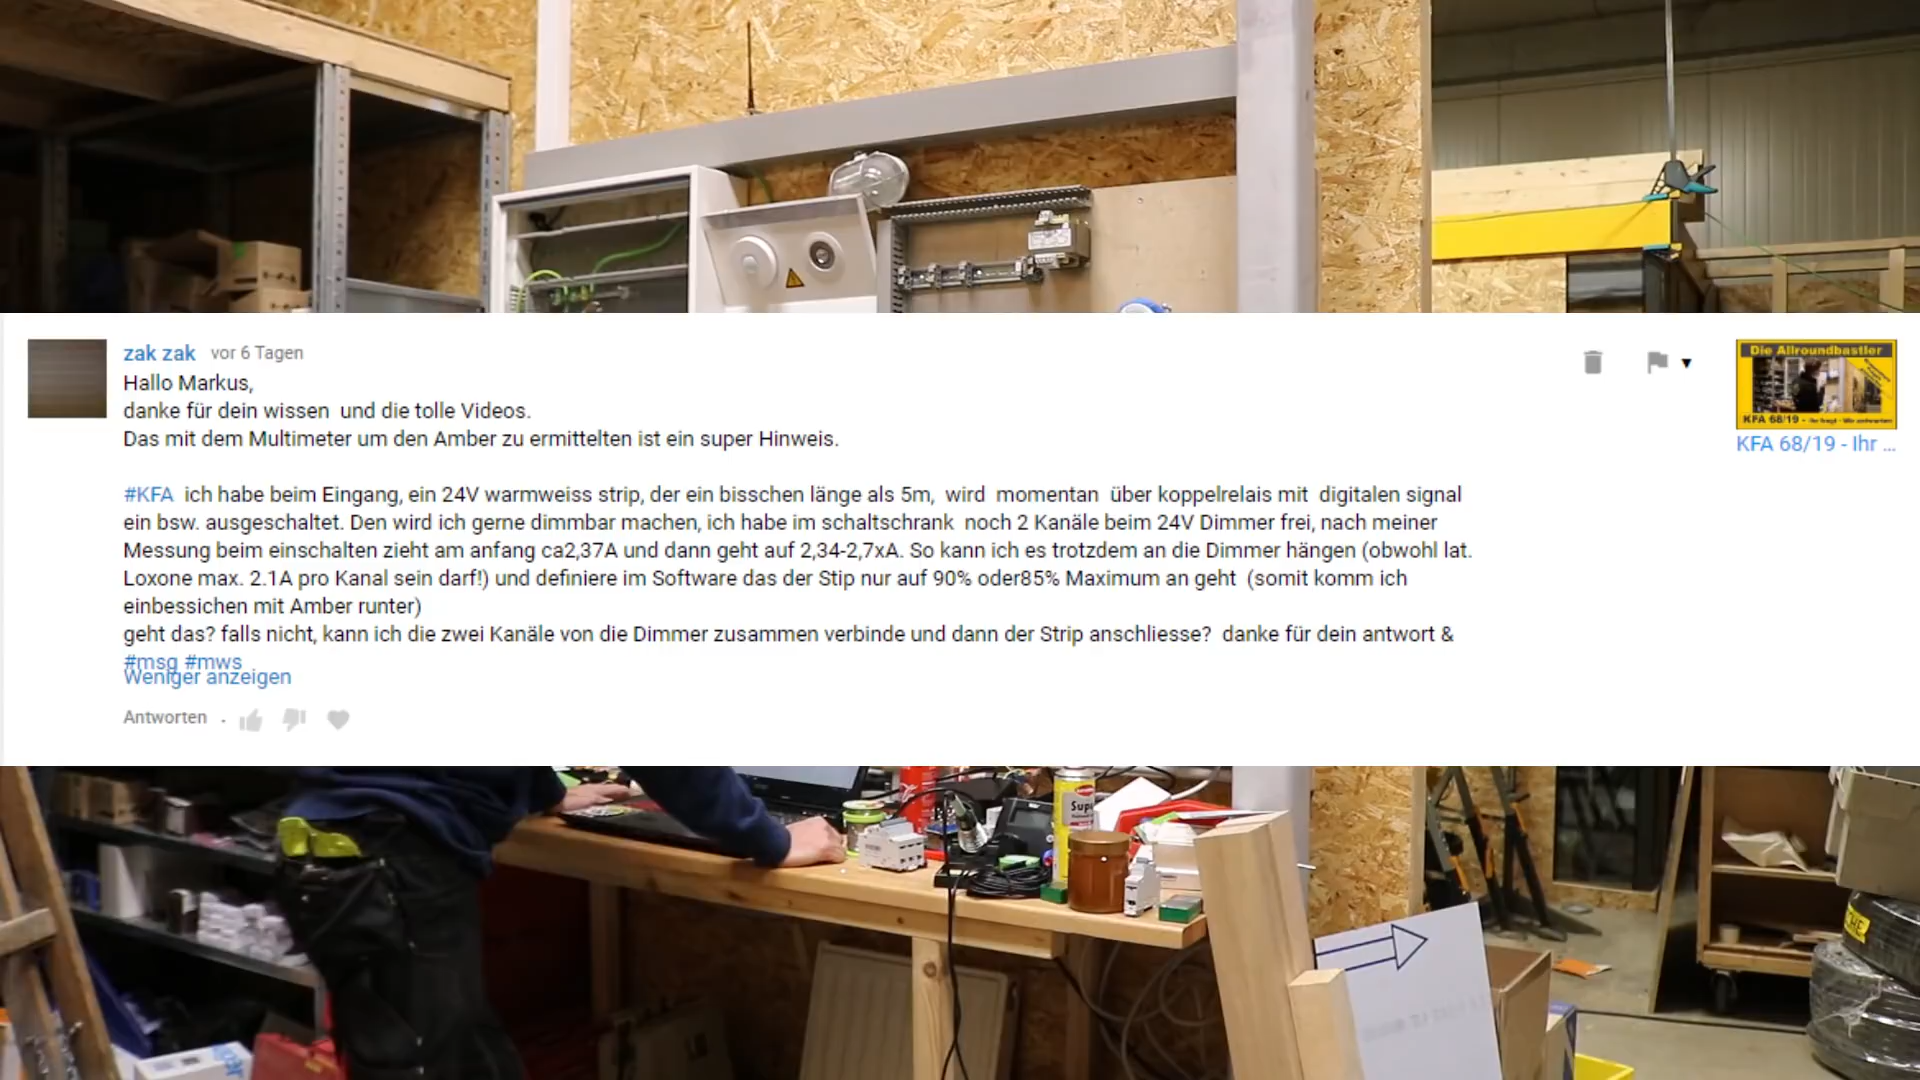 zak zak vor 6 Tagen
Hallo Markus,
danke für dein wissen und die tolle Videos.
Das mit dem Multimeter um den Amber zu ermittelten ist ein super Hinweis.
#KFA ich habe beim Eingang, ein 24V warmweiss strip, der ein bisschen länge als 5m, wird momentan über koppelrelais mit digitalen signal
ein bsw. ausgeschaltet. Den wird ich gerne dimmbar machen, ich habe im schaltschrank noch 2 Kanäle beim 24V Dimmer frei, nach meiner
Messung beim einschalten zieht am anfang ca2,37A und dann geht auf 2,34-2,7xA. So kann ich es trotzdem an die Dimmer hängen (obwohl lat.
Loxone max. 2.1A pro Kanal sein darf!) und definiere im Software das der Stip nur auf 90% oder85% Maximum an geht (somit komm ich
einbessichen mit Amber runter)
geht das? falls nicht, kann ich die zwei Kanäle von die Dimmer zusammen verbinde und dann der Strip anschliesse? danke für dein antwort &
#msg #mws
Weniger anzeigen
Antworten .
Die Allroundbastler
KFA 68/19 - Ihr fragt - Wir antworten
KFA 68/19 - Ihr ...
Supe